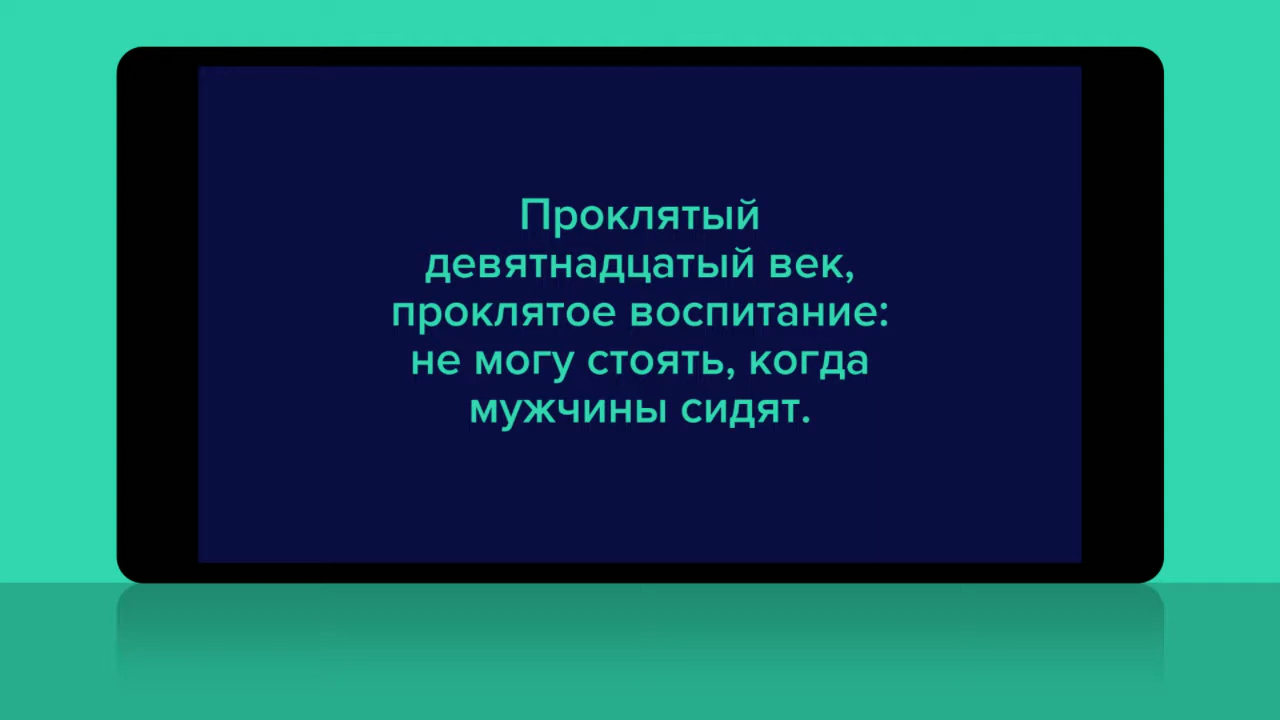 Проклятый
девятнадцатый век,
проклятое воспитание:
не могу стоять, когда
мужчины сидят.